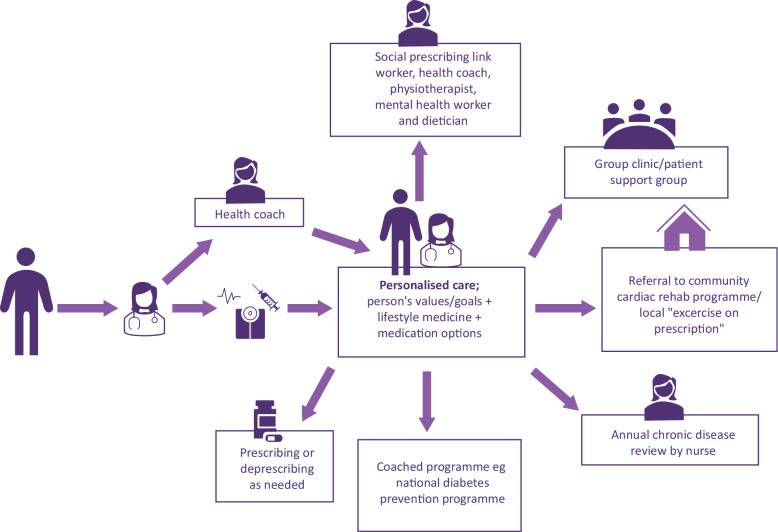 Social prescribing link
worker, health coach,
physiotherapist,
mental health worker
and dietician
Group clinic/patient
support group
Health coach
Personalised care;
person's values/goals +
lifestyle medicine +
medication options
Referral to community
cardiac rehab programme/
local "excercise on
prescription"
Prescribing or
deprescribing
as needed
Coached programme eg
national diabetes
prevention programme
Annual chronic disease
review by nurse